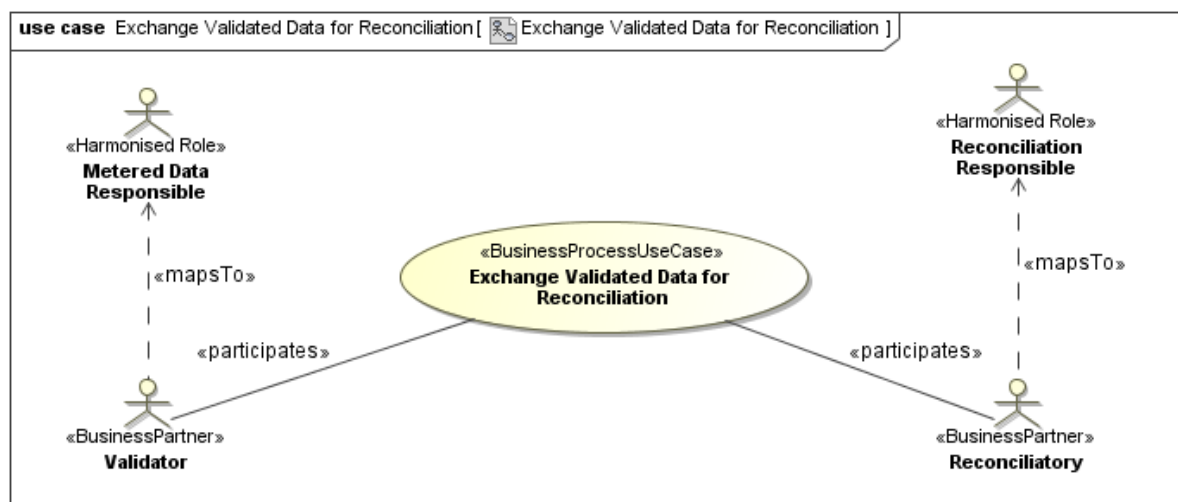 use case Exchange Validated Data for Reconciliation [ Exchange Validated Data for Reconciliation ]
«Harmonised Role»
Metered Data
Responsible
«Harmonised Role»
Reconciliation
Responsible
«BusinessProcessUseCase»
Exchange Validated Data for
Reconciliation
«mapsTo»
«mapsTo»
«participates»
«participates»
«BusinessPartner»
Validator
«BusinessPartner»
Reconciliatory